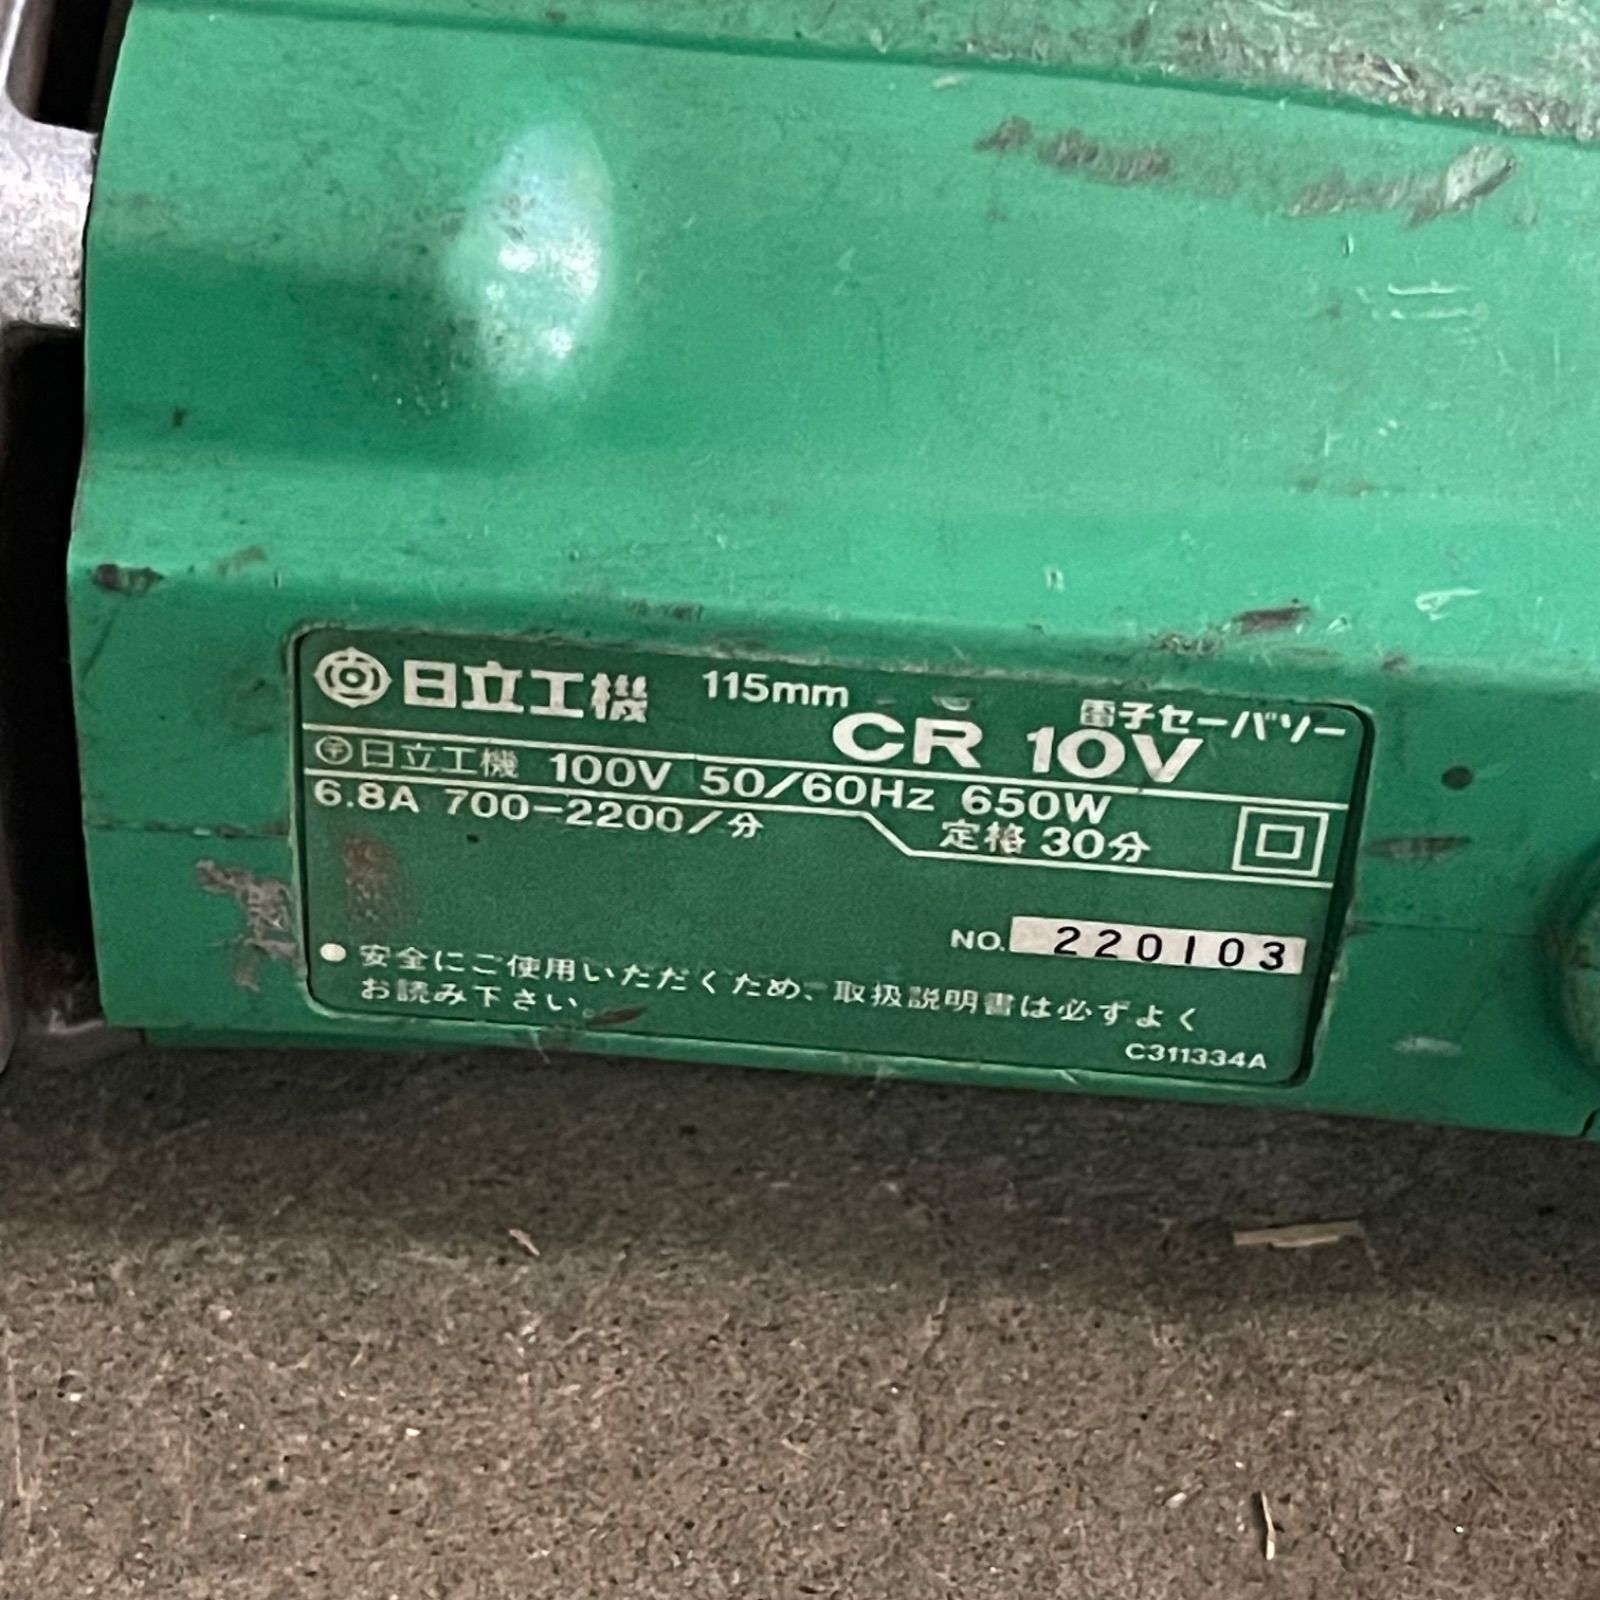 日立工機 115mm CR 10V 電子セーバソー
〒日立工機 100V 50/60Hz 650W
6.8A 700-2200/分 定格 30分
NO. 220103
●安全にご使用いただくため、取扱説明書は必ずよく
お読み下さい。
C311334A